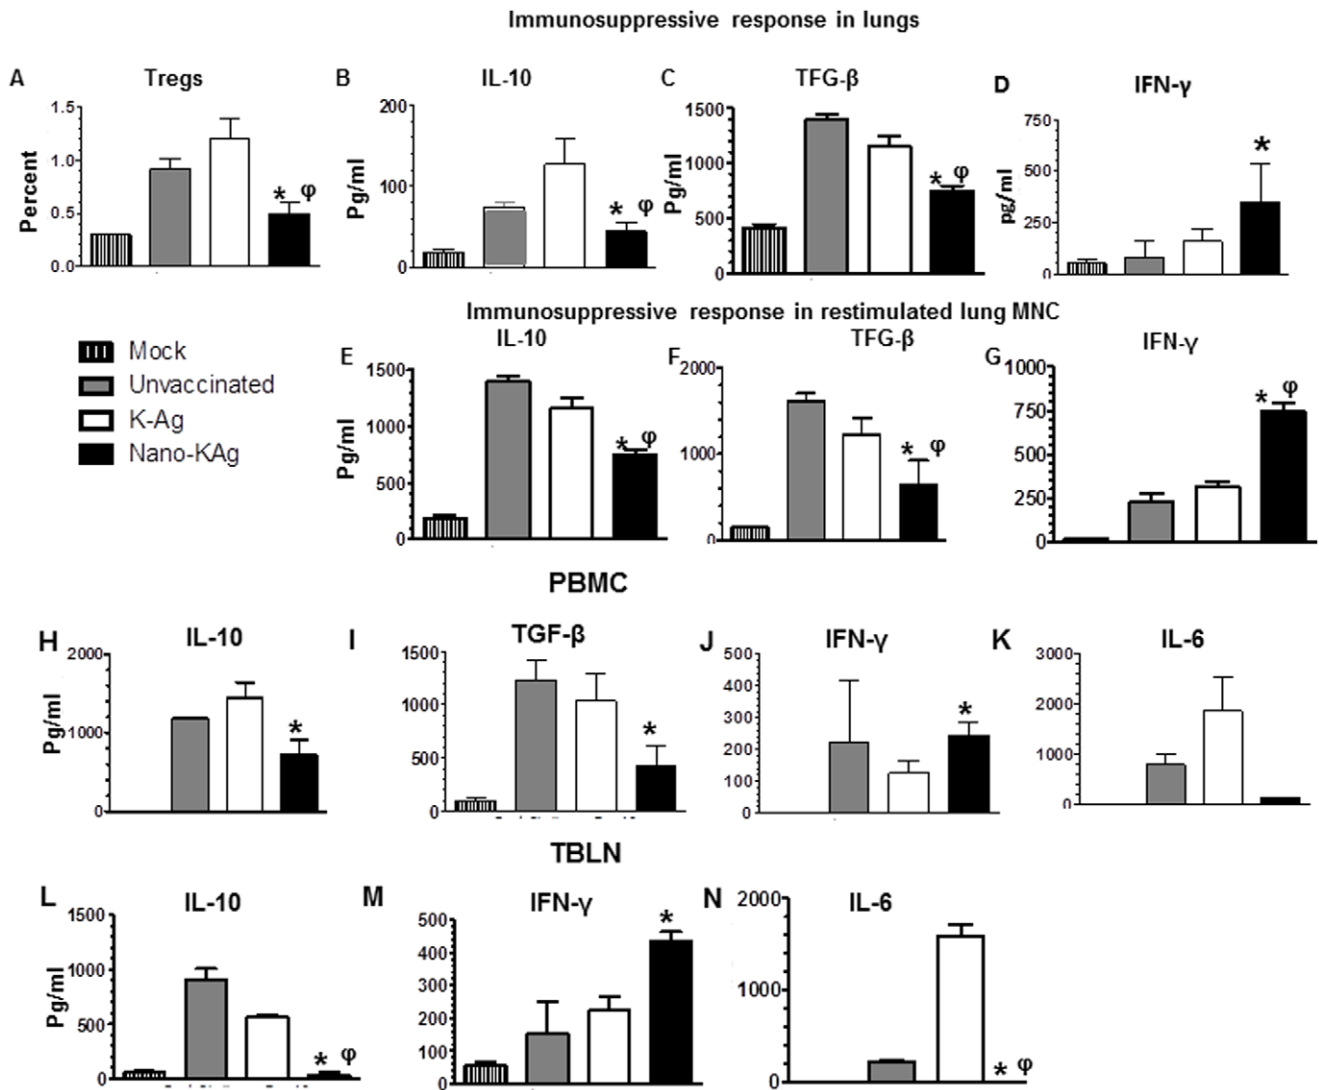 Immunosuppressive response in lungs
A Tregs
Percent
1.5
1.0
0.5
0.0
* φ
B IL-10
Pg/ml
200
100
0
* φ
C TFG-β
Pg/ml
1500
1000
500
0
* φ
D IFN-γ
pg/ml
750
500
250
0
*
Immunosuppressive response in restimulated lung MNC
Mock
Unvaccinated
K-Ag
Nano-KAg
E IL-10
Pg/ml
1500
1000
500
0
* φ
F TFG-β
2000
1000
0
* φ
G IFN-γ
1000
750
500
250
0
* φ
PBMC
H IL-10
Pg/ml
2000
1000
0
*
I TGF-β
1500
1000
500
0
*
J IFN-γ
500
400
300
200
100
0
*
K IL-6
3000
2000
1000
0
TBLN
L IL-10
Pg/ml
1500
1000
500
0
* φ
M IFN-γ
500
400
300
200
100
0
*
N IL-6
2000
1000
0
* φ